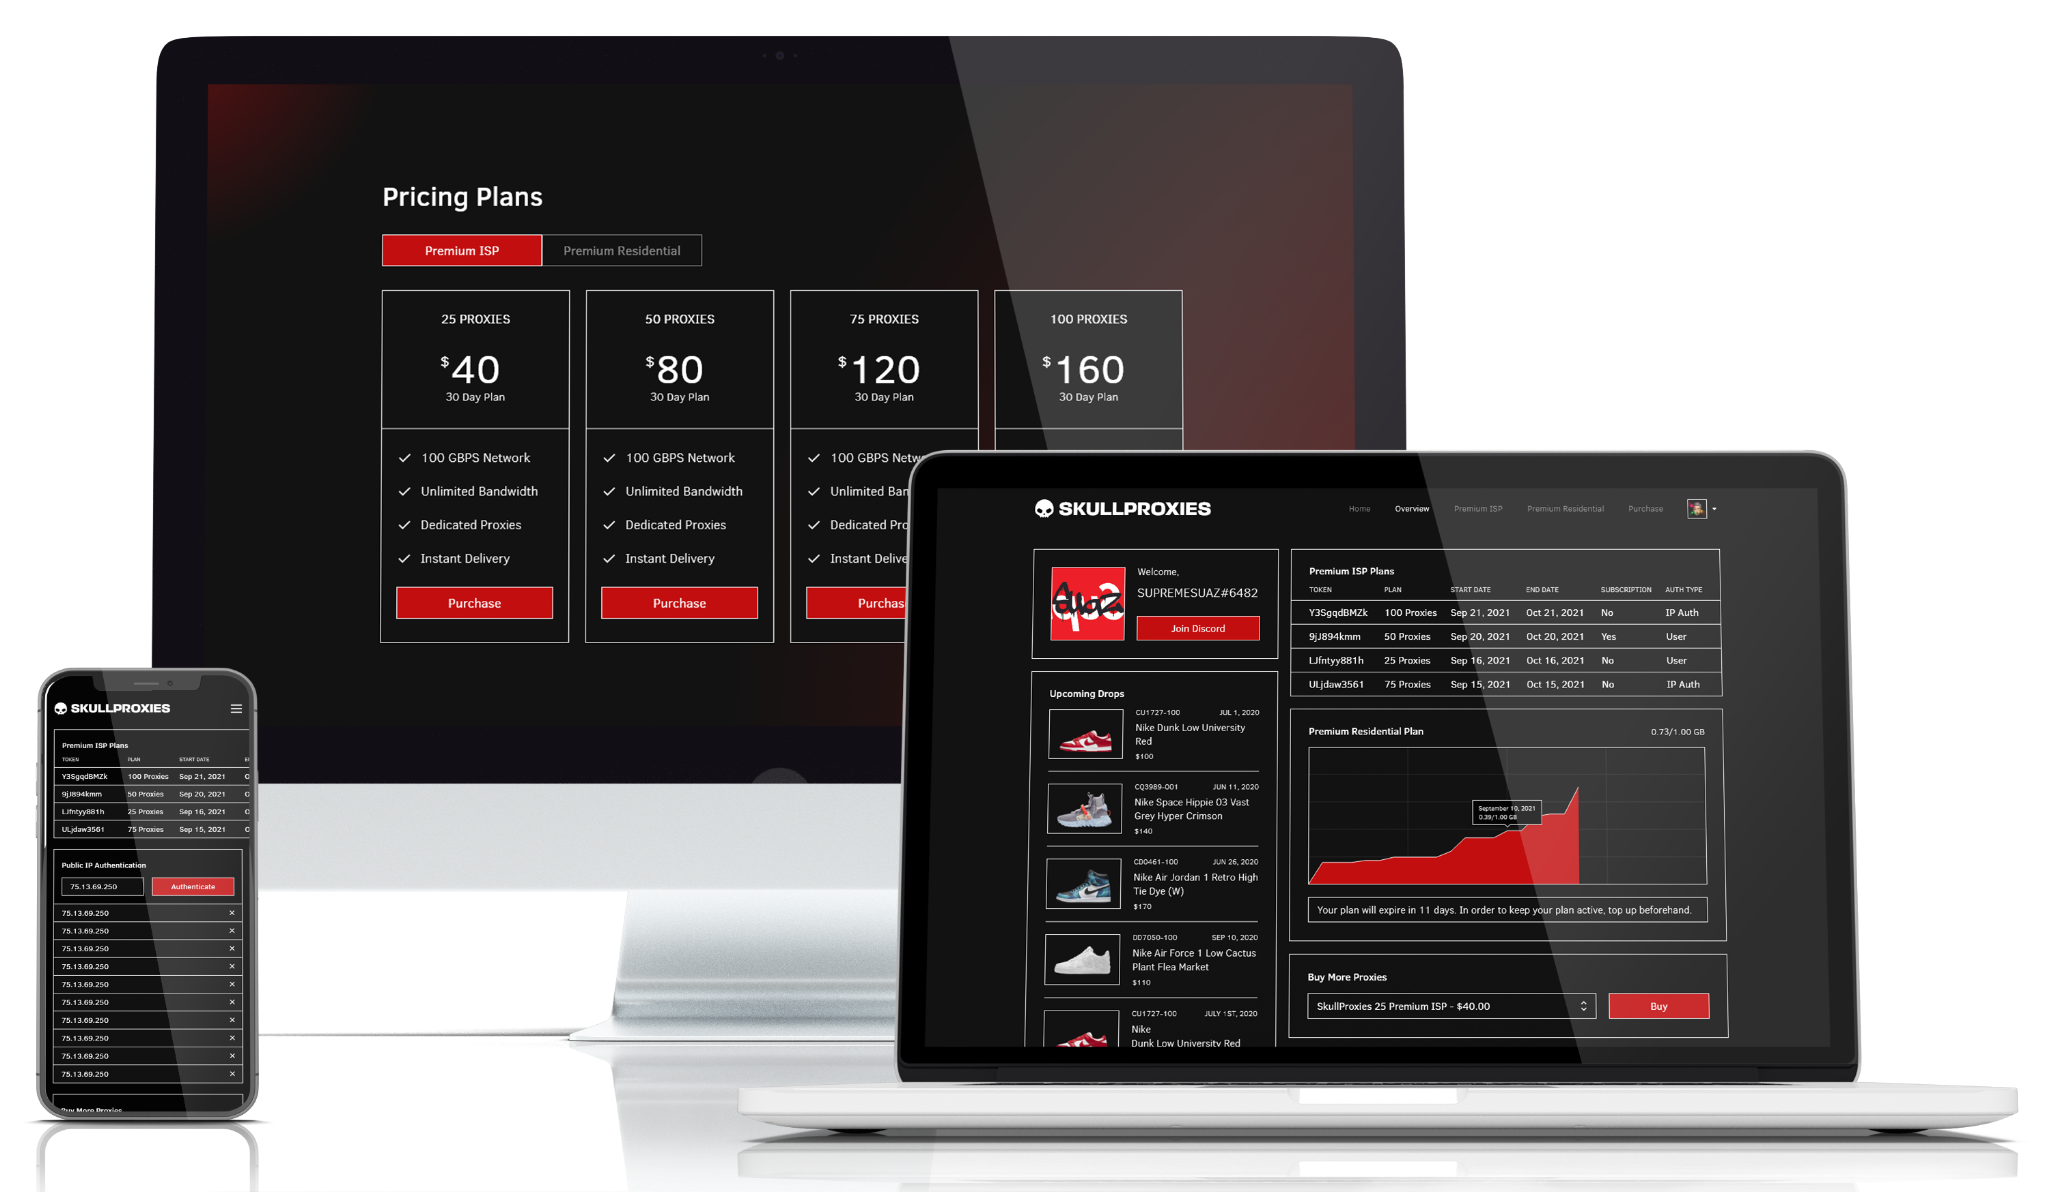 Pricing Plans
Premium ISP
Premium Residential
25 PROXIES
$40
30 Day Plan
100 GBPS Network
Unlimited Bandwidth
Dedicated Proxies
Instant Delivery
Purchase
50 PROXIES
$80
30 Day Plan
100 GBPS Network
Unlimited Bandwidth
Dedicated Proxies
Instant Delivery
Purchase
75 PROXIES
$120
30 Day Plan
100 GBPS Netw
Unlimited Ban
Dedicated Pro
Instant Delive
Purchas
100 PROXIES
$160
30 Day Plan
SKULLPROXIES
Home Overview Premium ISP Premium Residential Purchase
Welcome,
SUPREMESUAZ#6482
Join Discord
Upcoming Drops
CU1727-100 JUL 1, 2020
Nike Dunk Low University
Red
$100
CQ3989-001 JUN 11, 2020
Nike Space Hippie 03 Vast
Grey Hyper Crimson
$140
CD0461-100 JUN 26, 2020
Nike Air Jordan 1 Retro High
Tie Dye (W)
$170
DD7050-100 SEP 10, 2020
Nike Air Force 1 Low Cactus
Plant Flea Market
$110
CU1727-100 JULY 1ST, 2020
Nike
Dunk Low University Red
Premium ISP Plans
TOKEN PLAN START DATE END DATE SUBSCRIPTION AUTH TYPE
Y3SgqdBMZk 100 Proxies Sep 21, 2021 Oct 21, 2021 No IP Auth
9jJ894kmm 50 Proxies Sep 20, 2021 Oct 20, 2021 Yes User
LJfntyy881h 25 Proxies Sep 16, 2021 Oct 16, 2021 No User
ULjdaw3561 75 Proxies Sep 15, 2021 Oct 15, 2021 No IP Auth
Premium Residential Plan 0.73/1.00 GB
September 10, 2021
0.39/1.00 GB
Your plan will expire in 11 days. In order to keep your plan active, top up beforehand.
Buy More Proxies
SkullProxies 25 Premium ISP - $40.00
Buy
SKULLPROXIES
Premium ISP Plans
TOKEN PLAN START DATE E
Y3SgqdBMZk 100 Proxies Sep 21, 2021 O
9jJ894kmm 50 Proxies Sep 20, 2021 O
LJfntyy881h 25 Proxies Sep 16, 2021 O
ULjdaw3561 75 Proxies Sep 15, 2021 O
Public IP Authentication
75.13.69.250 Authenticate
75.13.69.250
75.13.69.250
75.13.69.250
75.13.69.250
75.13.69.250
75.13.69.250
75.13.69.250
75.13.69.250
75.13.69.250
75.13.69.250
Buy More Proxies